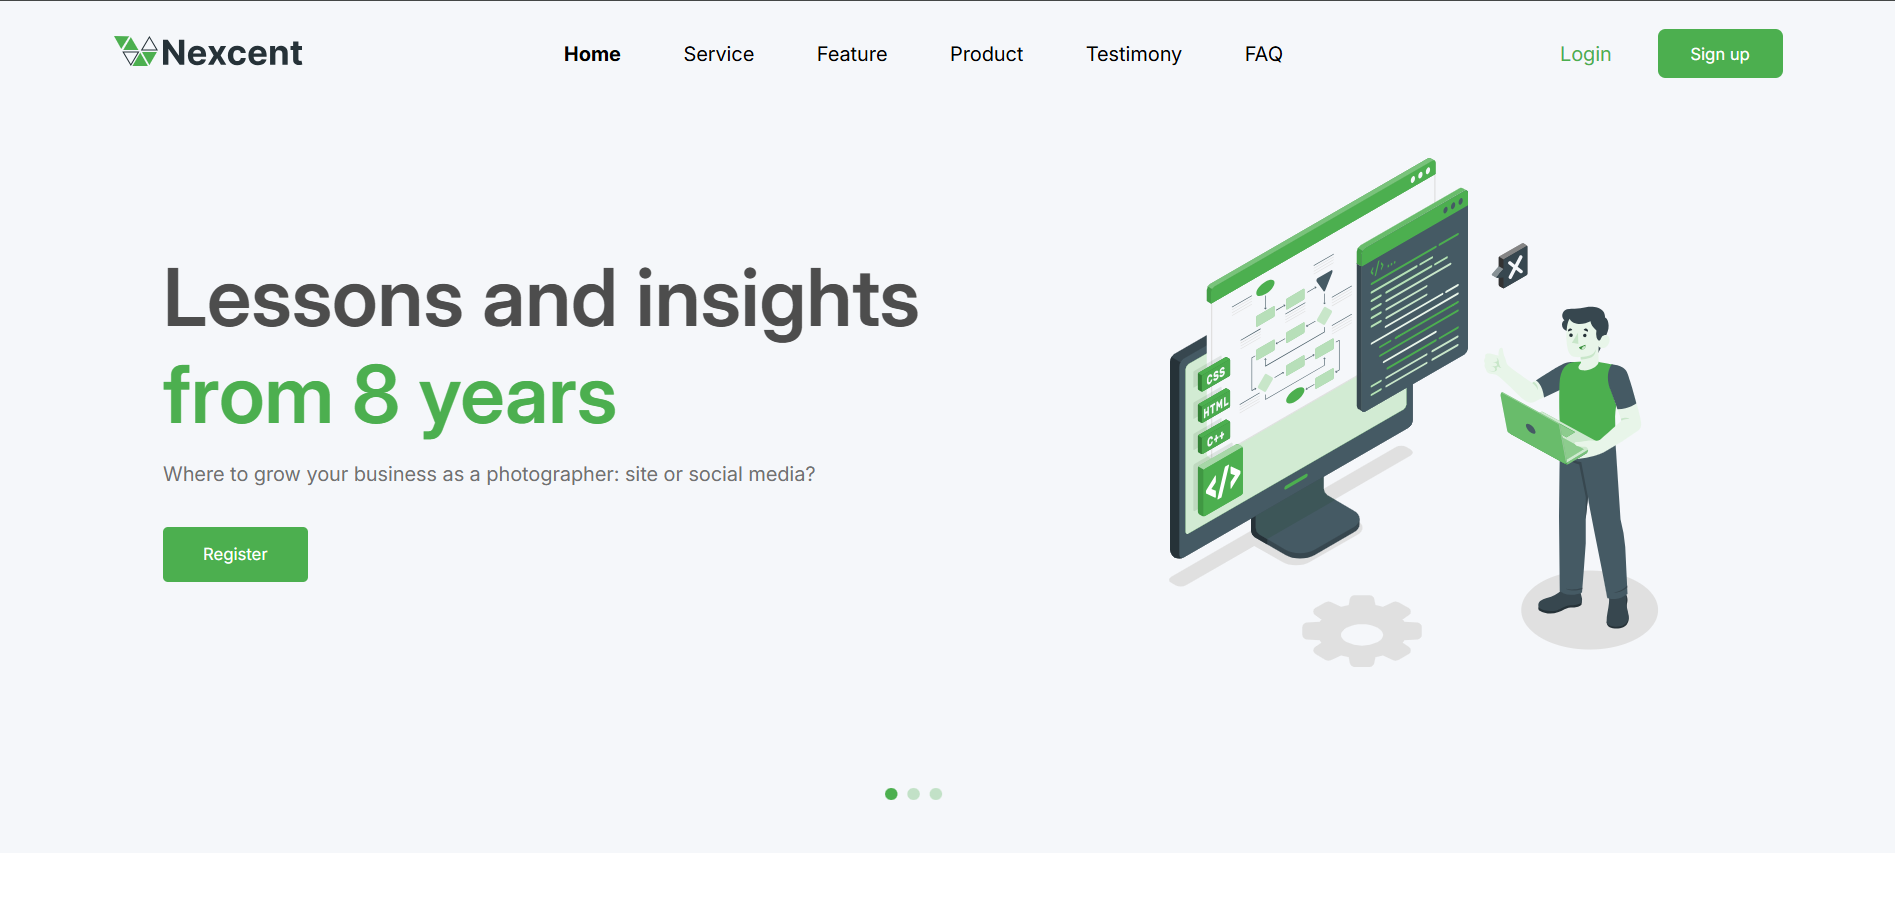 Nexcent
Home Service Feature Product Testimony FAQ
Login Sign up
Lessons and insights
from 8 years
Where to grow your business as a photographer: site or social media?
Register
</> ...
CSS
HTML
C++
</>